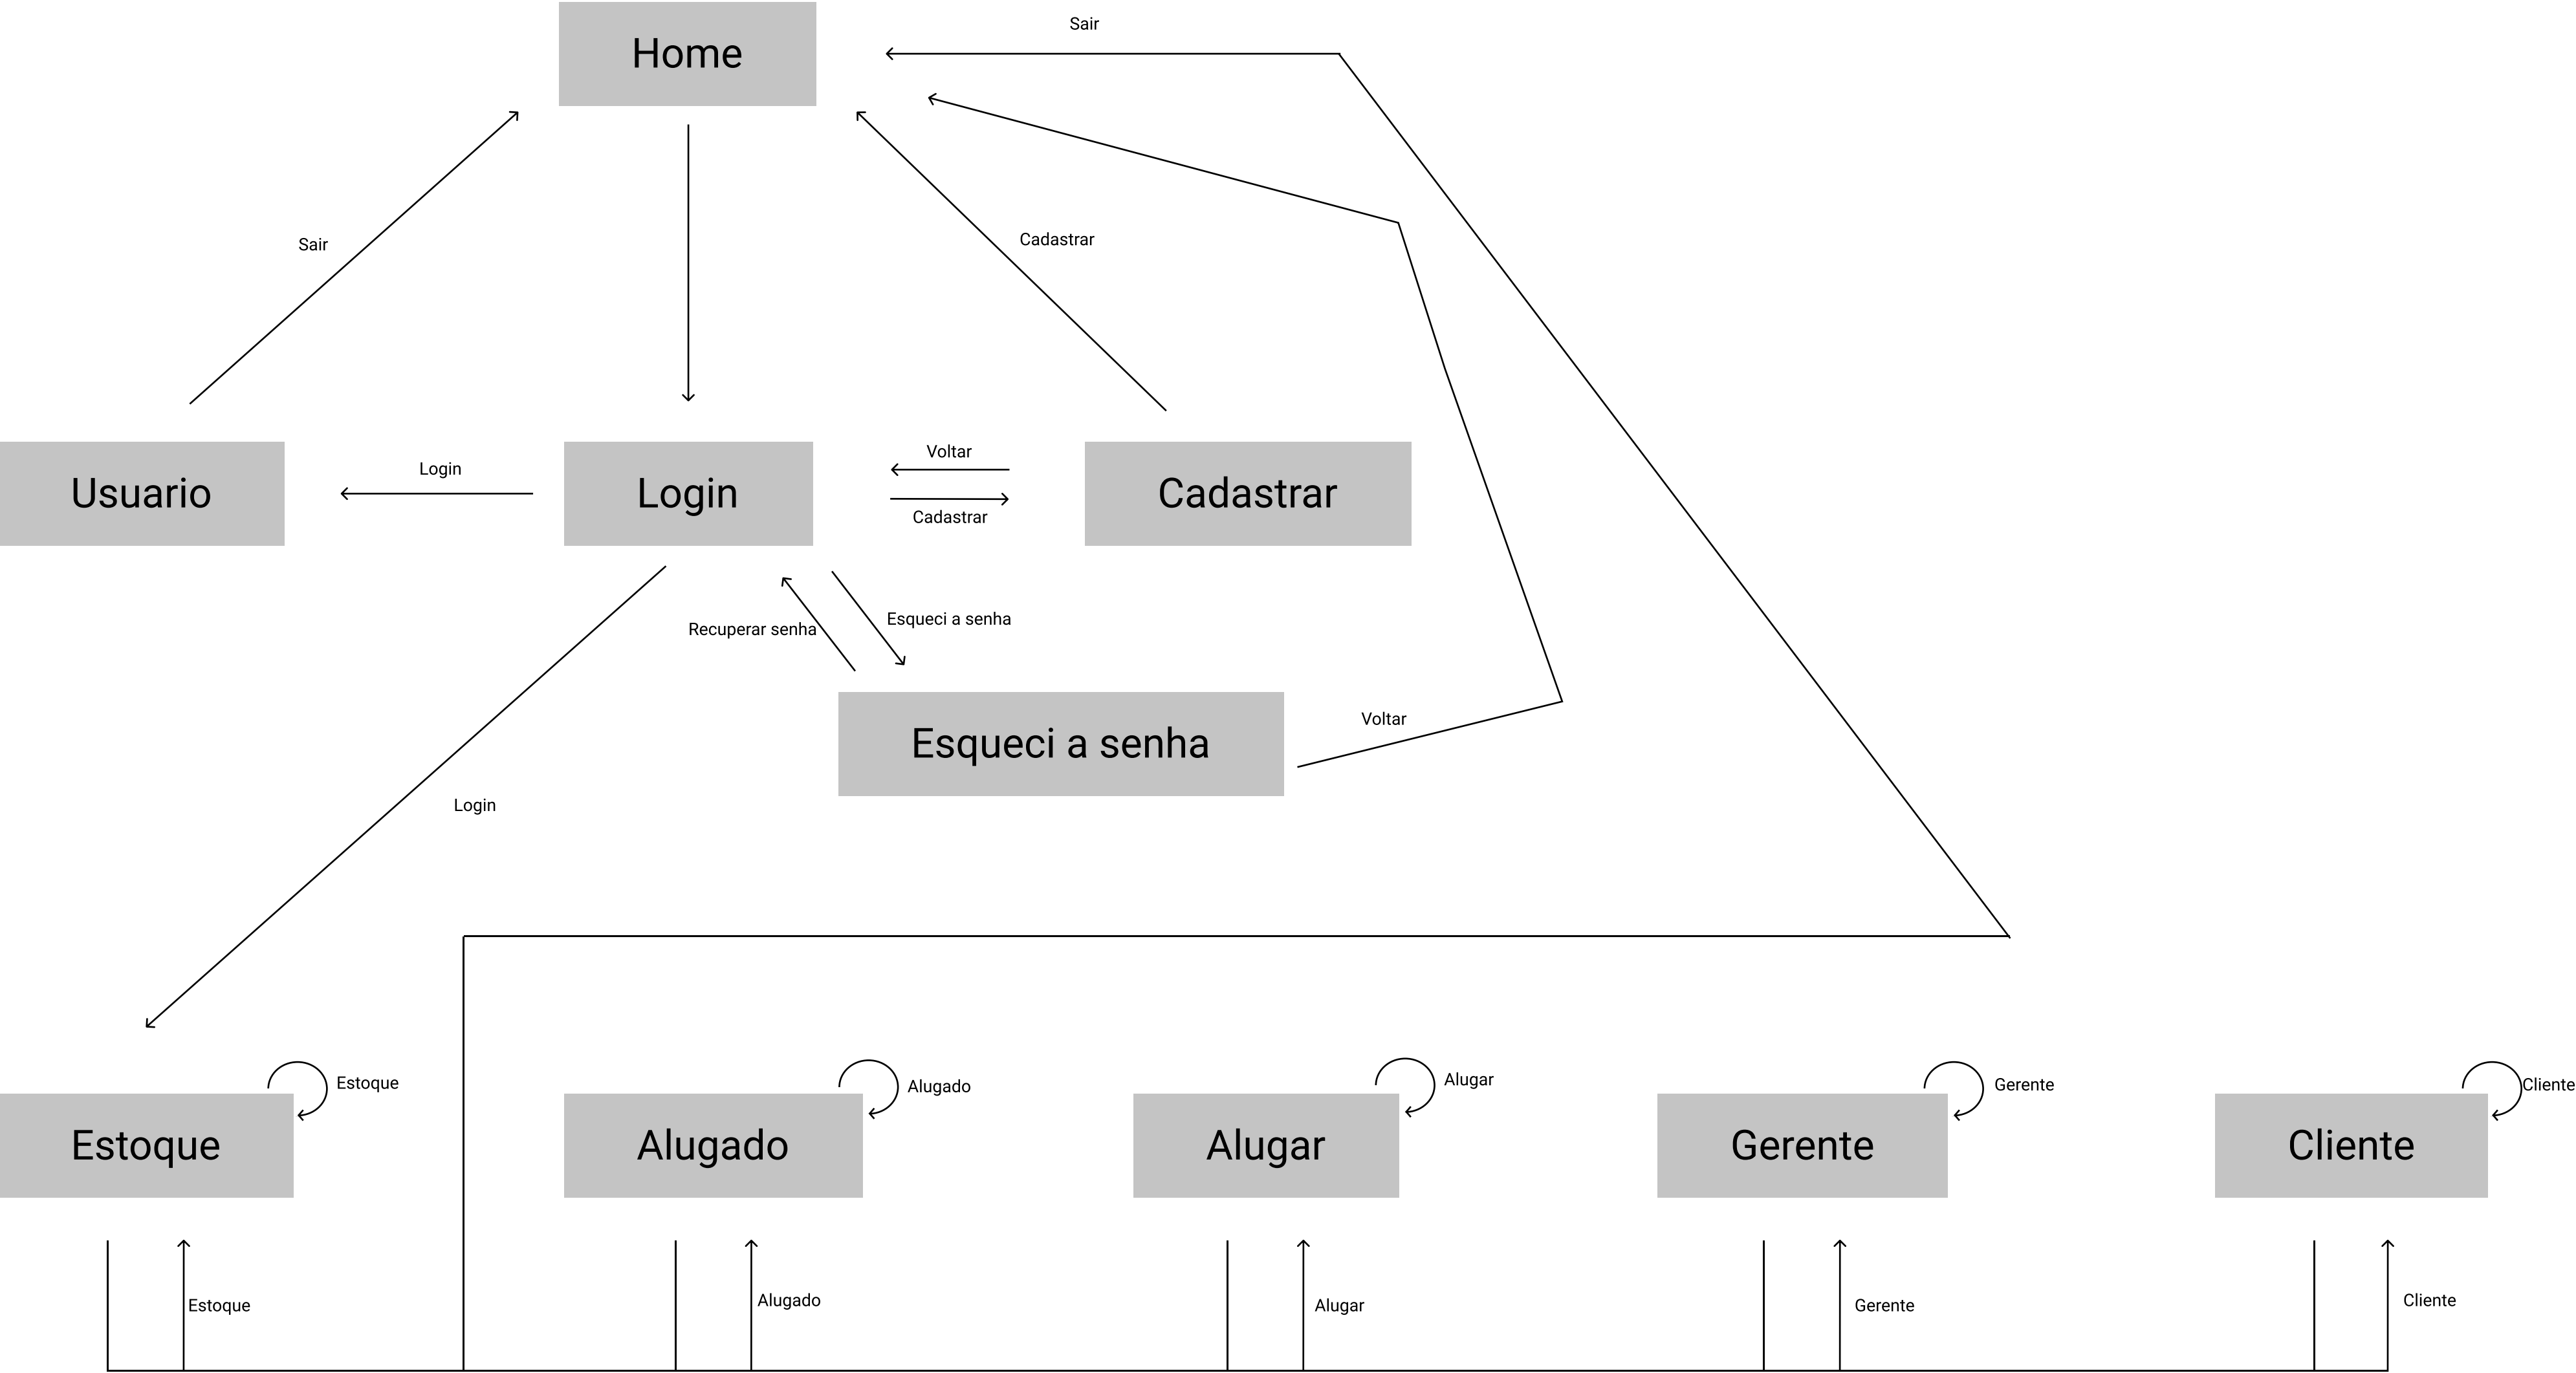 Sair
Home
Sair
Cadastrar
Usuario
Login
Login
Voltar
Cadastrar
Cadastrar
Recuperar senha
Esqueci a senha
Esqueci a senha
Voltar
Login
Estoque
Alugado
Alugar
Gerente
Cliente
Estoque
Alugado
Alugar
Gerente
Cliente
Estoque
Alugado
Alugar
Gerente
Cliente